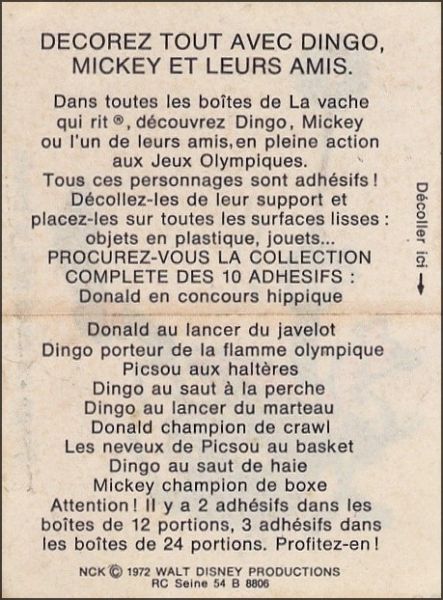 DECOREZ TOUT AVEC DINGO,
MICKEY ET LEURS AMIS.
Dans toutes les boîtes de La vache
qui rit®, découvrez Dingo, Mickey
ou l'un de leurs amis, en pleine action
aux Jeux Olympiques.
Tous ces personnages sont adhésifs !
Décollez-les de leur support et
placez-les sur toutes les surfaces lisses :
objets en plastique, jouets...
PROCUREZ-VOUS LA COLLECTION
COMPLETE DES 10 ADHESIFS :
Donald en concours hippique
Donald au lancer du javelot
Dingo porteur de la flamme olympique
Picsou aux haltères
Dingo au saut à la perche
Dingo au lancer du marteau
Donald champion de crawl
Les neveux de Picsou au basket
Dingo au saut de haie
Mickey champion de boxe
Attention ! Il y a 2 adhésifs dans les
boîtes de 12 portions, 3 adhésifs dans
les boîtes de 24 portions. Profitez-en !
NCK © 1972 WALT DISNEY PRODUCTIONS
RC Seine 54 B 8806
Décoller ici →